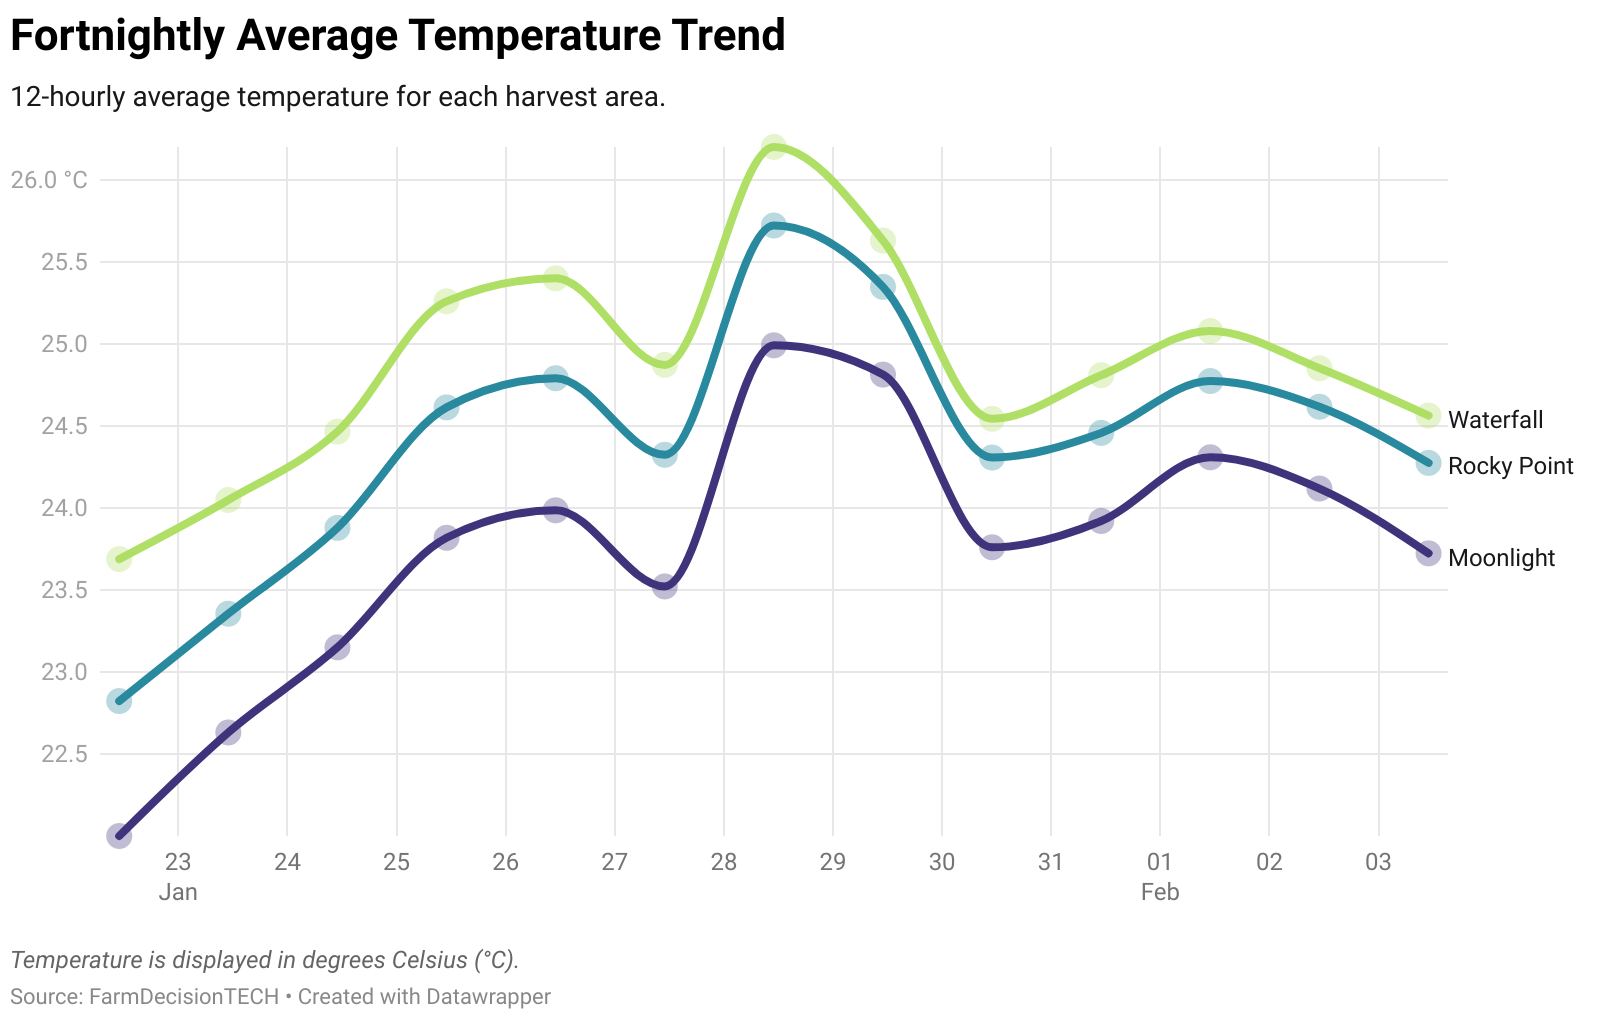 Fortnightly Average Temperature Trend
12-hourly average temperature for each harvest area.
26.0 °C
25.5
25.0
24.5
24.0
23.5
23.0
22.5
Waterfall
Rocky Point
Moonlight
23 24 25 26 27 28 29 30 31 01 02 03
Jan Feb
Temperature is displayed in degrees Celsius (°C).
Source: FarmDecisionTECH • Created with Datawrapper